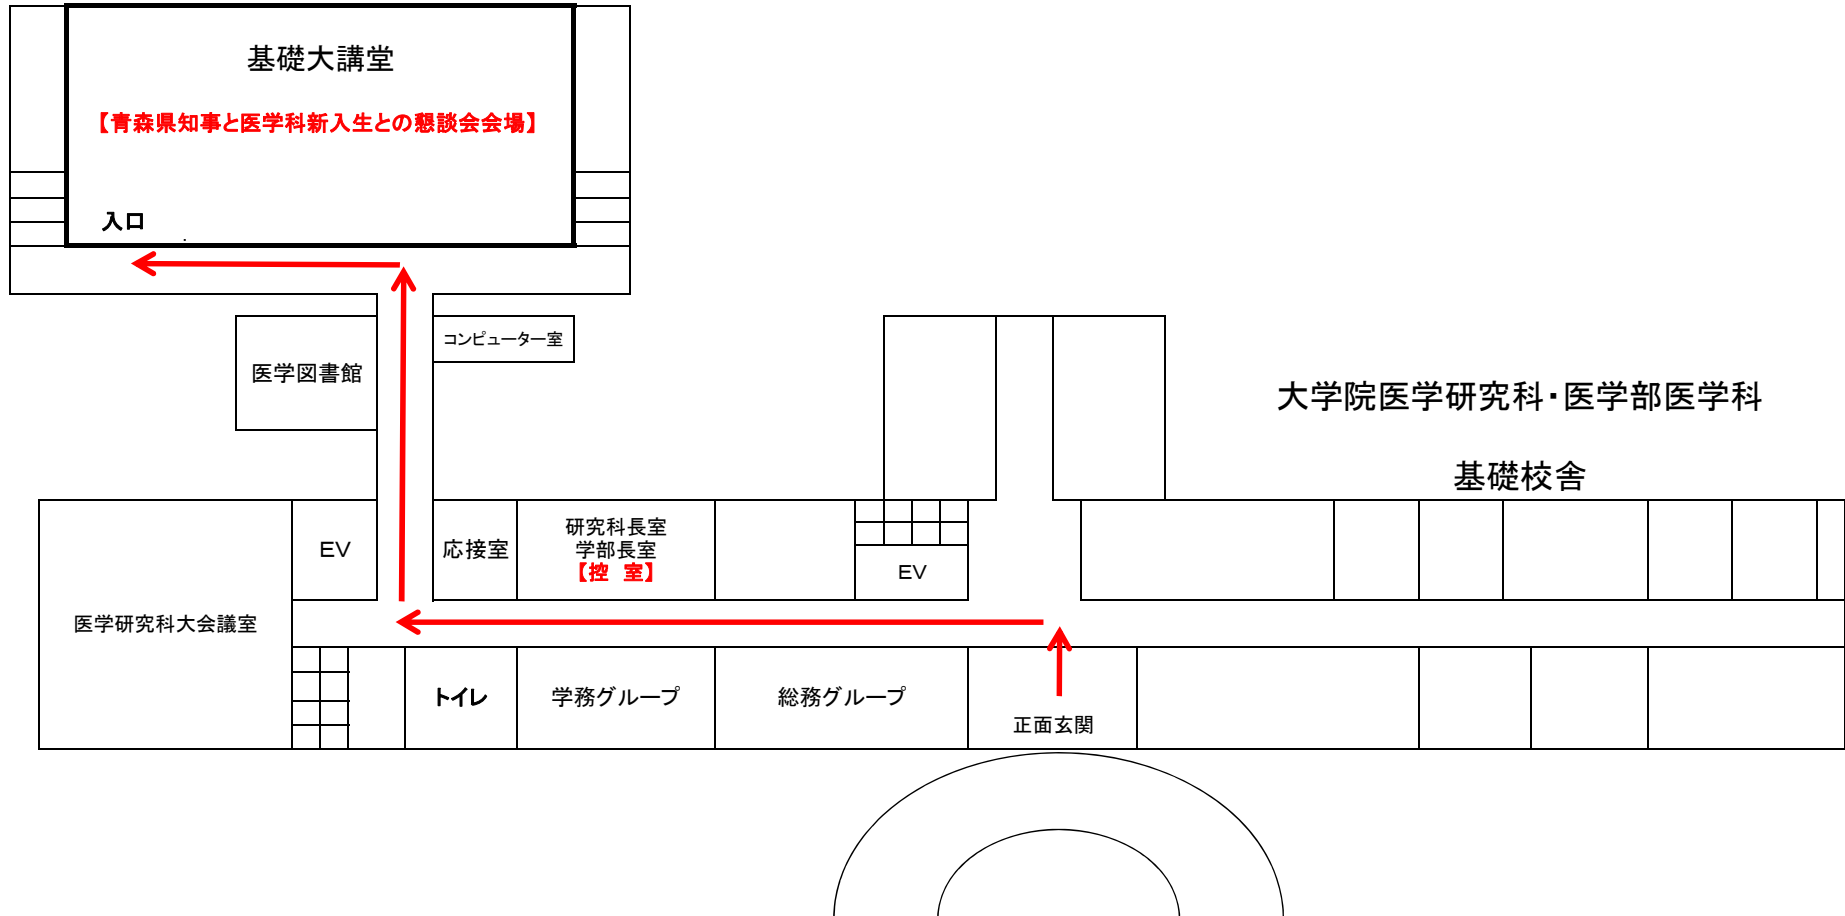 基礎大講堂
【青森県知事と医学科新入生との懇談会会場】
入口
コンピューター室
医学図書館
大学院医学研究科・医学部医学科
基礎校舎
EV
応接室
研究科長室
学部長室
【控　室】
EV
医学研究科大会議室
トイレ
学務グループ
総務グループ
正面玄関